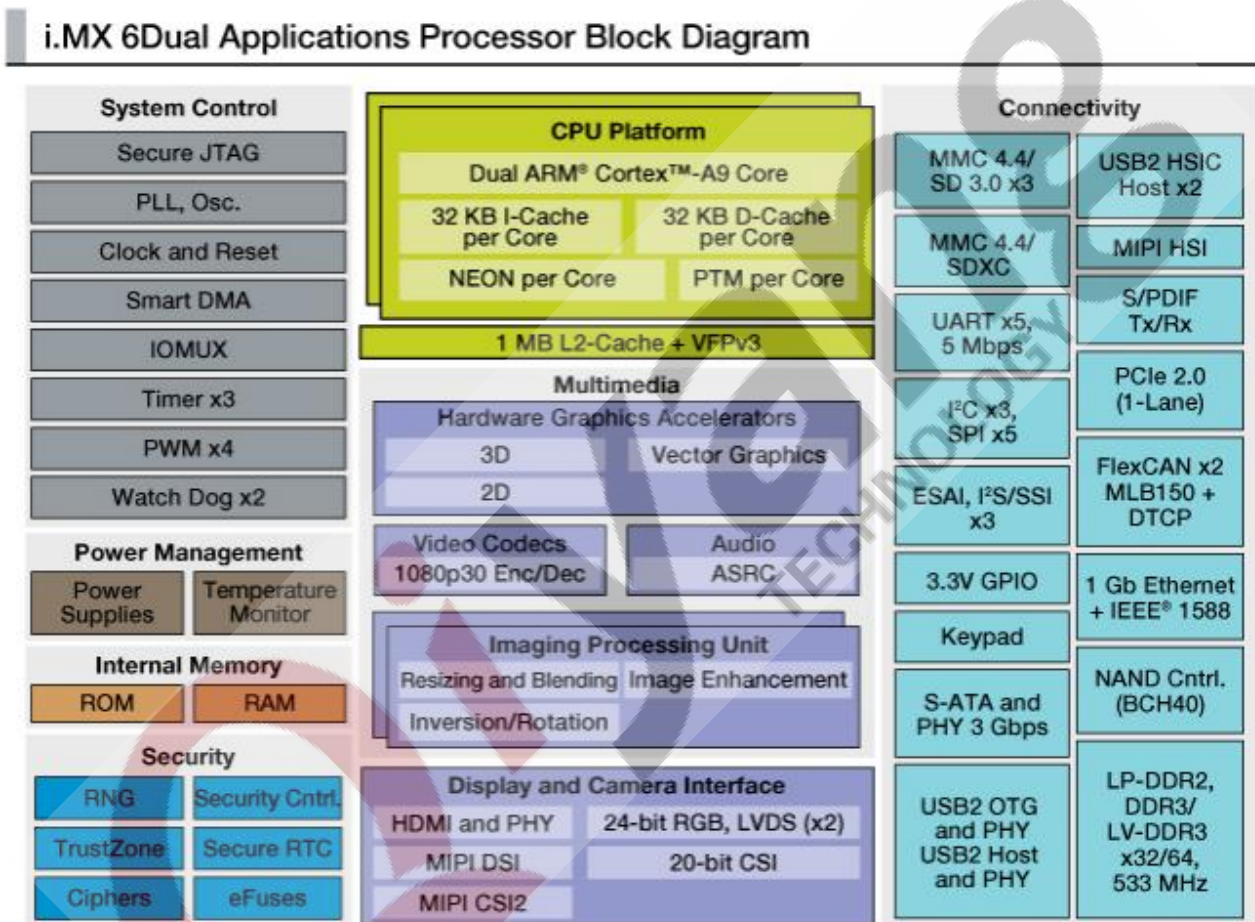 i.MX 6Dual Applications Processor Block Diagram
System Control
Secure JTAG
PLL, Osc.
Clock and Reset
Smart DMA
IOMUX
Timer x3
PWM x4
Watch Dog x2
Power Management
Power
Supplies
Temperature
Monitor
Internal Memory
ROM
RAM
Security
RNG
Security Cntrl.
TrustZone
Secure RTC
Ciphers
eFuses
CPU Platform
Dual ARM® Cortex™-A9 Core
32 KB I-Cache
per Core
32 KB D-Cache
per Core
NEON per Core
PTM per Core
1 MB L2-Cache + VFPv3
Multimedia
Hardware Graphics Accelerators
3D
Vector Graphics
2D
Video Codecs
1080p30 Enc/Dec
Audio
ASRC
Imaging Processing Unit
Resizing and Blending
Image Enhancement
Inversion/Rotation
Display and Camera Interface
HDMI and PHY
24-bit RGB, LVDS (x2)
MIPI DSI
20-bit CSI
MIPI CSI2
Connectivity
MMC 4.4/
SD 3.0 x3
MMC 4.4/
SDXC
UART x5,
5 Mbps
I²C x3,
SPI x5
ESAI, I²S/SSI
x3
3.3V GPIO
Keypad
S-ATA and
PHY 3 Gbps
USB2 OTG
and PHY
USB2 Host
and PHY
USB2 HSIC
Host x2
MIPI HSI
S/PDIF
Tx/Rx
PCIe 2.0
(1-Lane)
FlexCAN x2
MLB150 +
DTCP
1 Gb Ethernet
+ IEEE® 1588
NAND Cntrl.
(BCH40)
LP-DDR2,
DDR3/
LV-DDR3
x32/64,
533 MHz
Qiyang
TECHNOLOGY